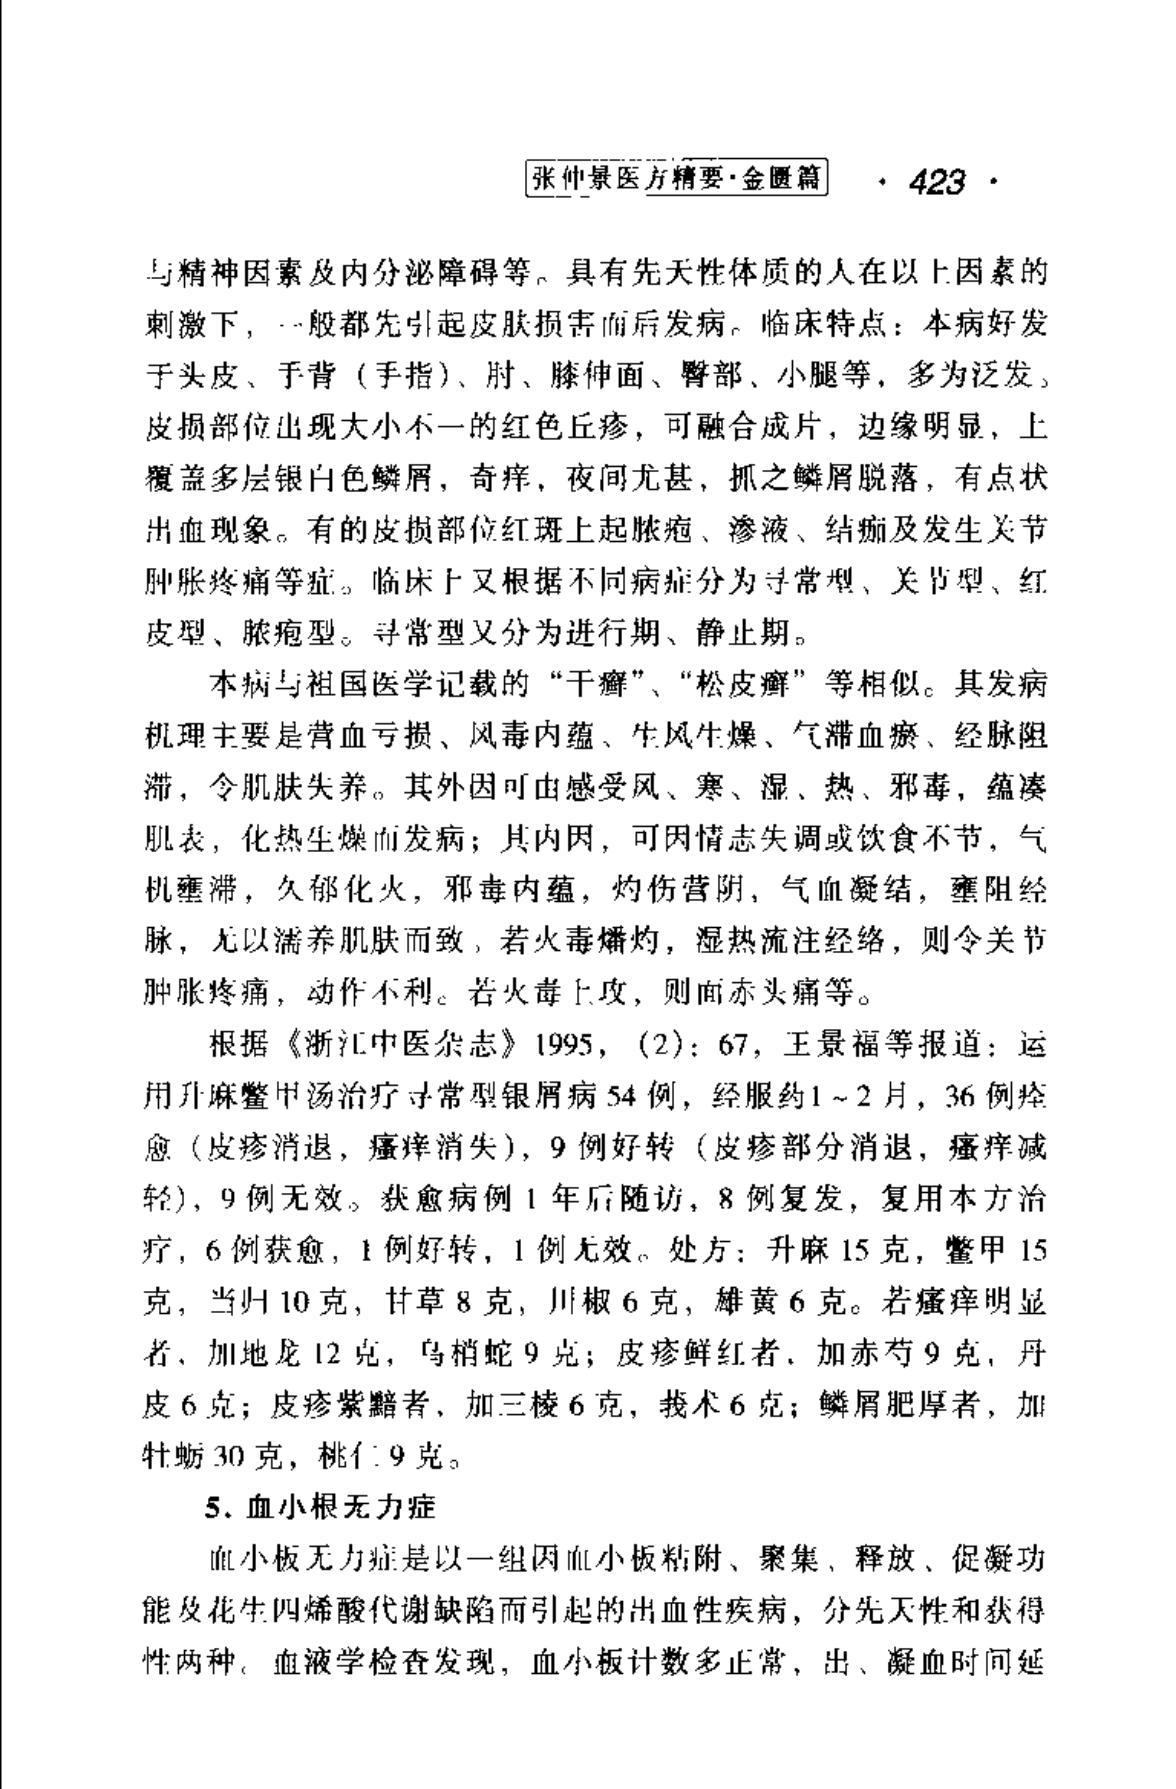 张仲景医方精要·金匮篇 · 423 ·
与精神因素及内分泌障碍等。具有先天性体质的人在以上因素的
刺激下，一般都先引起皮肤损害而后发病。临床特点：本病好发
于头皮、手背（手指）、肘、膝伸面、臀部、小腿等，多为泛发。
皮损部位出现大小不一的红色丘疹，可融合成片，边缘明显，上
覆盖多层银白色鳞屑，奇痒，夜间尤甚，抓之鳞屑脱落，有点状
出血现象。有的皮损部位红斑上起脓疱、渗液、结痂及发生关节
肿胀疼痛等症。临床上又根据不同病症分为寻常型、关节型、红
皮型、脓疱型。寻常型又分为进行期、静止期。
本病与祖国医学记载的“干癣”、“松皮癣”等相似。其发病
机理主要是营血亏损、风毒内蕴、生风生燥、气滞血瘀、经脉阻
滞，令肌肤失养。其外因可由感受风、寒、湿、热、邪毒，蕴凑
肌表，化热生燥而发病；其内因，可因情志失调或饮食不节，气
机壅滞，久郁化火，邪毒内蕴，灼伤营阴，气血凝结，壅阻经
脉，无以濡养肌肤而致。若火毒燔灼，湿热流注经络，则令关节
肿胀疼痛，动作不利。若火毒上攻，则面赤头痛等。
根据《浙江中医杂志》1995，（2）：67，王景福等报道：运
用升麻鳖甲汤治疗寻常型银屑病 54 例，经服约1～2 月，36 例痊
愈（皮疹消退，瘙痒消失），9 例好转（皮疹部分消退，瘙痒减
轻），9 例无效。获愈病例 1 年后随访，8 例复发，复用本方治
疗，6 例获愈，1 例好转，1 例无效。处方：升麻 15 克，鳖甲 15
克，当归 10 克，甘草 8 克，川椒 6 克，雄黄 6 克。若瘙痒明显
者，加地龙 12 克，乌梢蛇 9 克；皮疹鲜红者，加赤芍 9 克，丹
皮 6 克；皮疹紫黯者，加三棱 6 克，莪术 6 克；鳞屑肥厚者，加
牡蛎 30 克，桃仁 9 克。
5. 血小根无力症
血小板无力症是以一组因血小板粘附、聚集、释放、促凝功
能及花生四烯酸代谢缺陷而引起的出血性疾病，分先天性和获得
性两种。血液学检查发现，血小板计数多正常，出、凝血时间延